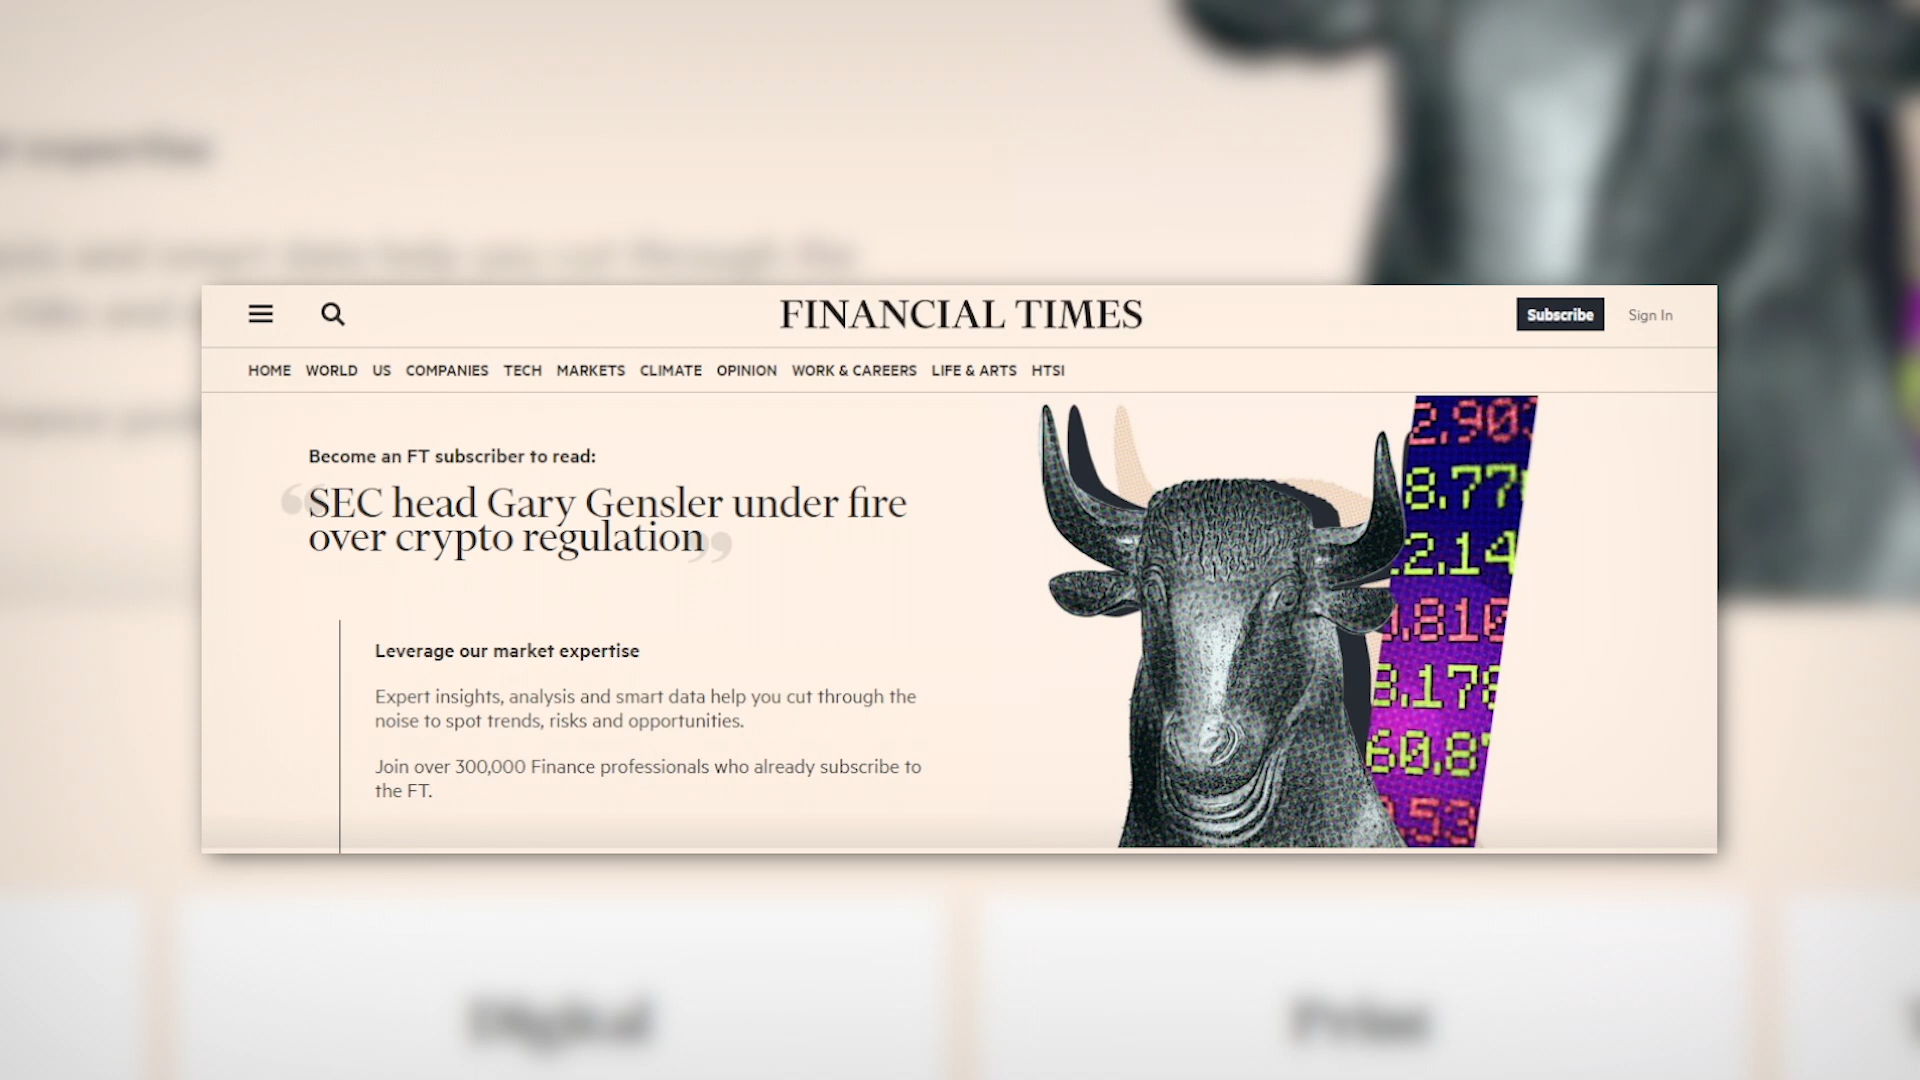 FINANCIAL TIMES
Subscribe
Sign In
HOME WORLD US COMPANIES TECH MARKETS CLIMATE OPINION WORK & CAREERS LIFE & ARTS HTSI
Become an FT subscriber to read:
“SEC head Gary Gensler under fire
over crypto regulation”
Leverage our market expertise
Expert insights, analysis and smart data help you cut through the
noise to spot trends, risks and opportunities.
Join over 300,000 Finance professionals who already subscribe to
the FT.
2.90
8.77
2.14
.810
8.178
60.8
.53
Digital
Print